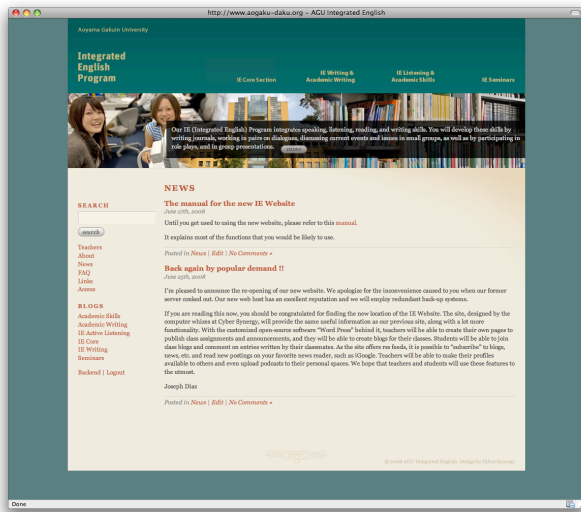 http://www.aogaku-daku.org – AGU Integrated English
Aoyama Gakuin University
Integrated
English
Program
IE Core Section
IE Writing &
Academic Writing
IE Listening &
Academic Skills
IE Seminars
Our IE (Integrated English) Program integrates speaking, listening, reading, and writing skills. You will develop these skills by
writing journals, working in pairs on dialogues, discussing current events and issues in small groups, as well as by participating in
role plays, and in group presentations.
more
SEARCH
search
Teachers
About
News
FAQ
Links
Access
BLOGS
Academic Skills
Academic Writing
IE Active Listening
IE Core
IE Writing
Seminars
Backend | Logout
NEWS
The manual for the new IE Website
June 27th, 2008
Until you get used to using the new website, please refer to this manual.
It explains most of the functions that you would be likely to use.
Posted in News | Edit | No Comments »
Back again by popular demand !!
June 25th, 2008
I'm pleased to announce the re-opening of our new website. We apologize for the inconvenience caused to you when our former
server conked out. Our new web host has an excellent reputation and we will employ redundant back-up systems.
If you are reading this now, you should be congratulated for finding the new location of the IE Website. The site, designed by the
computer whizes at Cyber Synergy, will provide the same useful information as our previous site, along with a lot more
functionality. With the customized open-source software "Word Press" behind it, teachers will be able to create their own pages to
publish class assignments and announcements, and they will be able to create blogs for their classes. Students will be able to join
class blogs and comment on entries written by their classmates. As the site offers rss feeds, it is possible to "subscribe" to blogs,
news, etc. and read new postings on your favorite news reader, such as iGoogle. Teachers will be able to make their profiles
available to others and even upload podcasts to their personal spaces. We hope that teachers and students will use these features to
the utmost.
Joseph Dias
Posted in News | Edit | No Comments »
© 2008 AGU Integrated English. Design by Cyber Synergy
Done